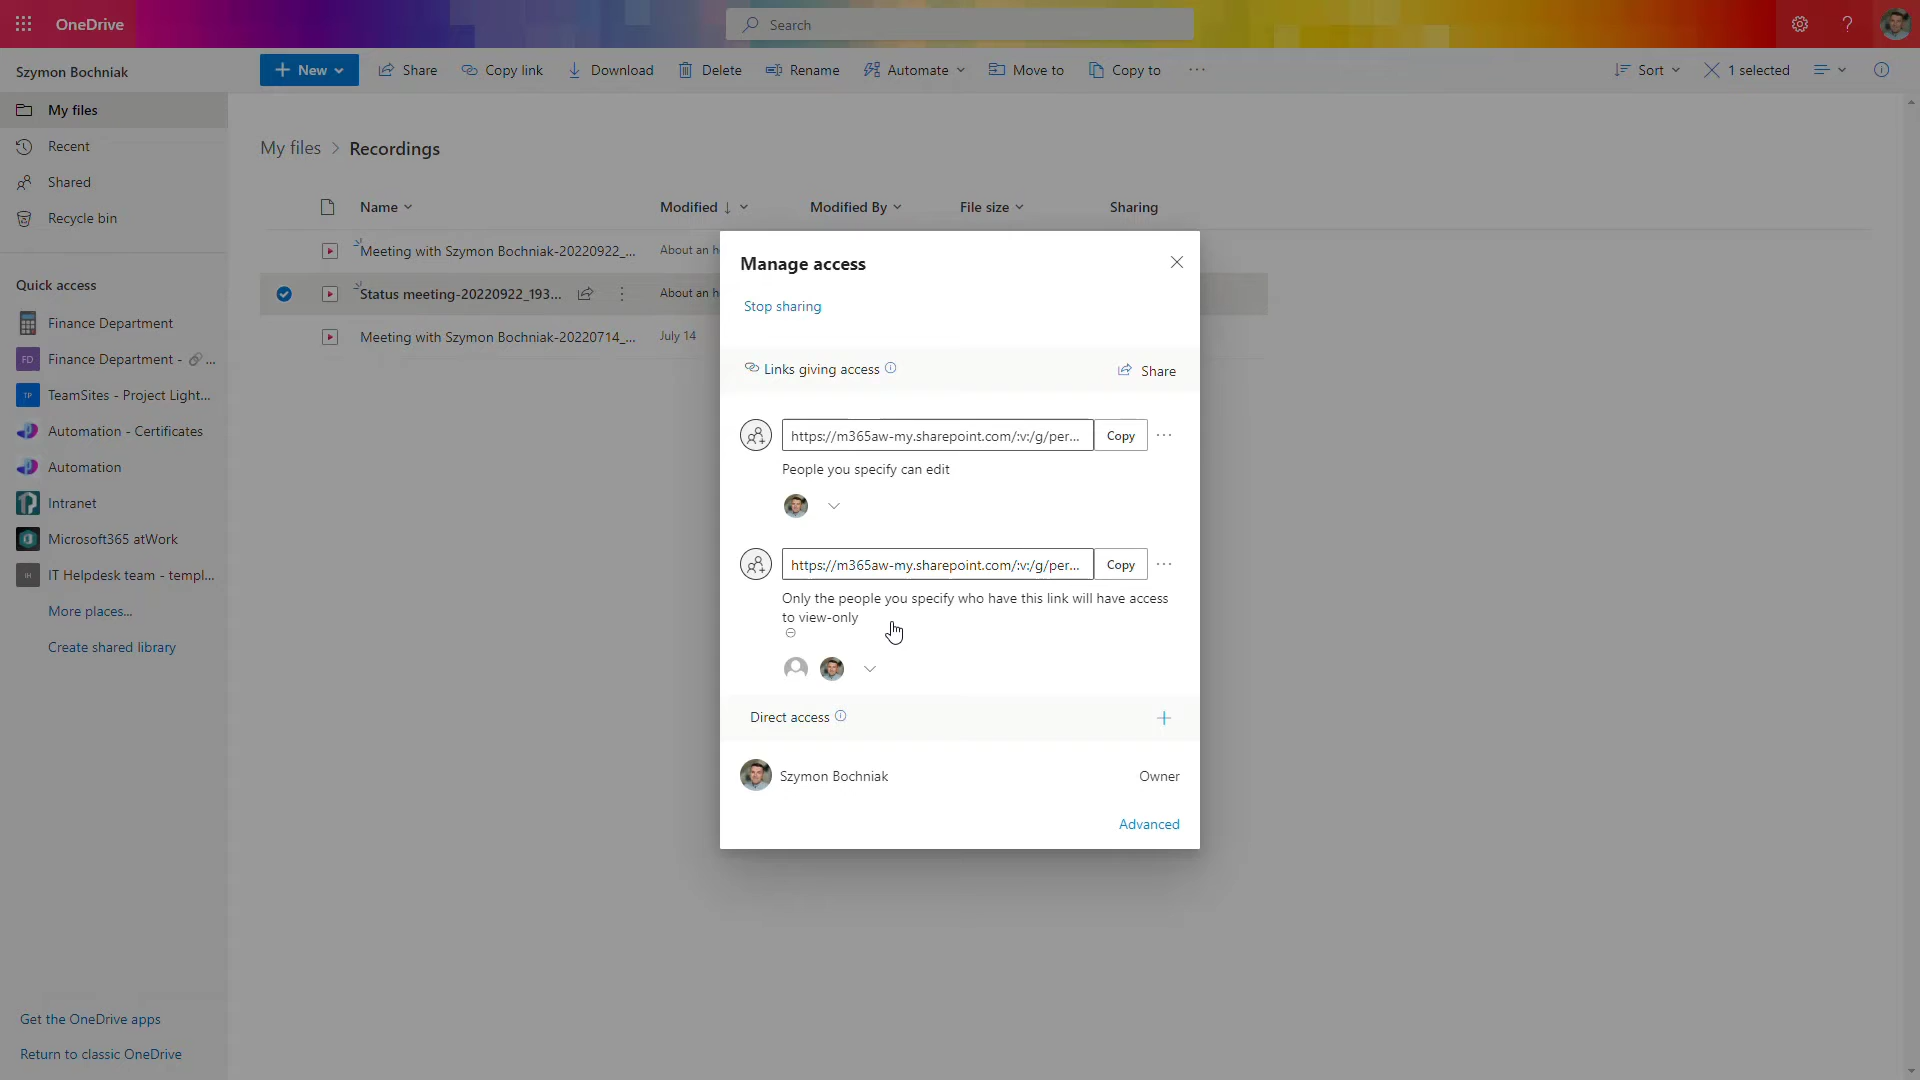 OneDrive
Search
Szymon Bochniak
New
Share
Copy link
Download
Delete
Rename
Automate
Move to
Copy to
Sort
1 selected
My files
Recent
Shared
Recycle bin
Quick access
Finance Department
FD Finance Department - ...
TP TeamSites - Project Light...
Automation - Certificates
Automation
Intranet
Microsoft365 atWork
IH IT Helpdesk team - templ...
More places...
Create shared library
Get the OneDrive apps
Return to classic OneDrive
My files > Recordings
Name
Modified
Modified By
File size
Sharing
Meeting with Szymon Bochniak-20220922_...
About an h
Status meeting-20220922_193...
About an h
Meeting with Szymon Bochniak-20220714_...
July 14
Manage access
Stop sharing
Links giving access
Share
https://m365aw-my.sharepoint.com/:v:/g/per...
Copy
People you specify can edit
https://m365aw-my.sharepoint.com/:v:/g/per...
Copy
Only the people you specify who have this link will have access
to view-only
Direct access
Szymon Bochniak
Owner
Advanced